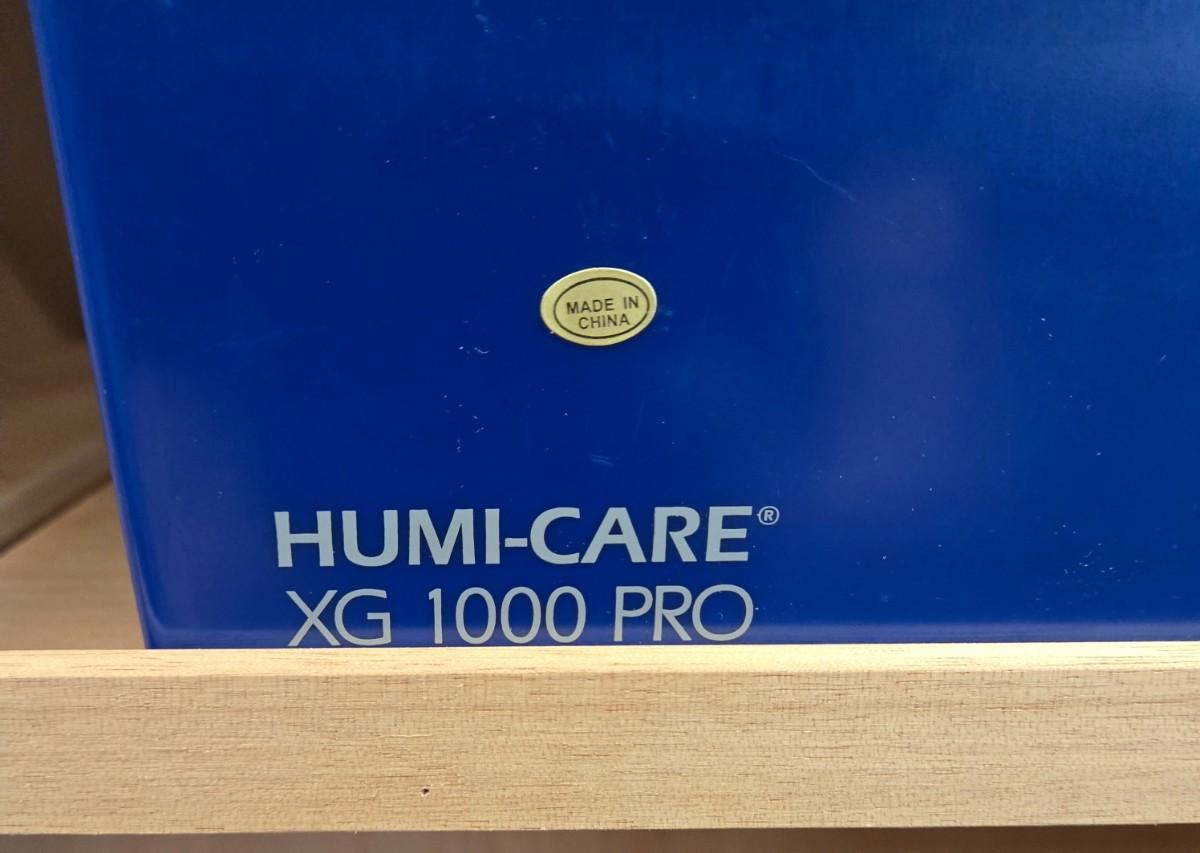 MADE IN
CHINA
HUMI-CARE®
XG 1000 PRO